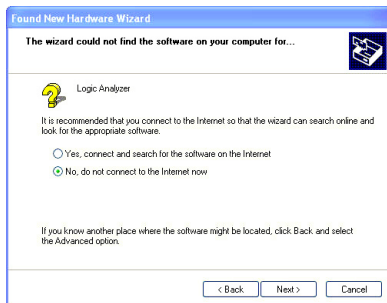 Found New Hardware Wizard
The wizard could not find the software on your computer for...
Logic Analyzer
It is recommended that you connect to the Internet so that the wizard can search online and
look for the appropriate software.
Yes, connect and search for the software on the Internet
No, do not connect to the Internet now
If you know another place where the software might be located, click Back and select
the Advanced option.
< Back Next > Cancel